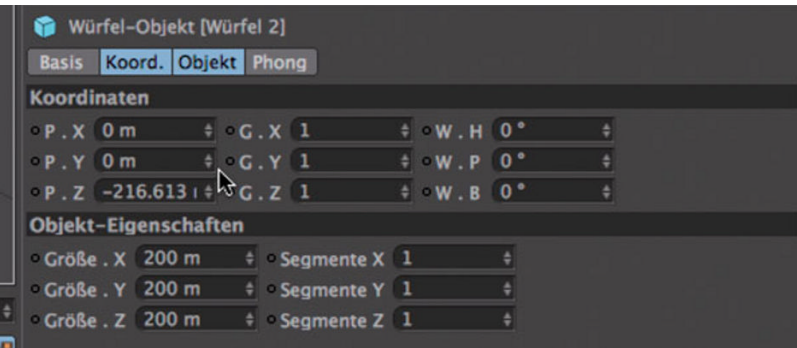 Würfel-Objekt [Würfel 2]
Basis Koord. Objekt Phong
Koordinaten
P . X 0 m G . X 1 W . H 0 °
P . Y 0 m G . Y 1 W . P 0 °
P . Z -216.613 G . Z 1 W . B 0 °
Objekt-Eigenschaften
Größe . X 200 m Segmente X 1
Größe . Y 200 m Segmente Y 1
Größe . Z 200 m Segmente Z 1